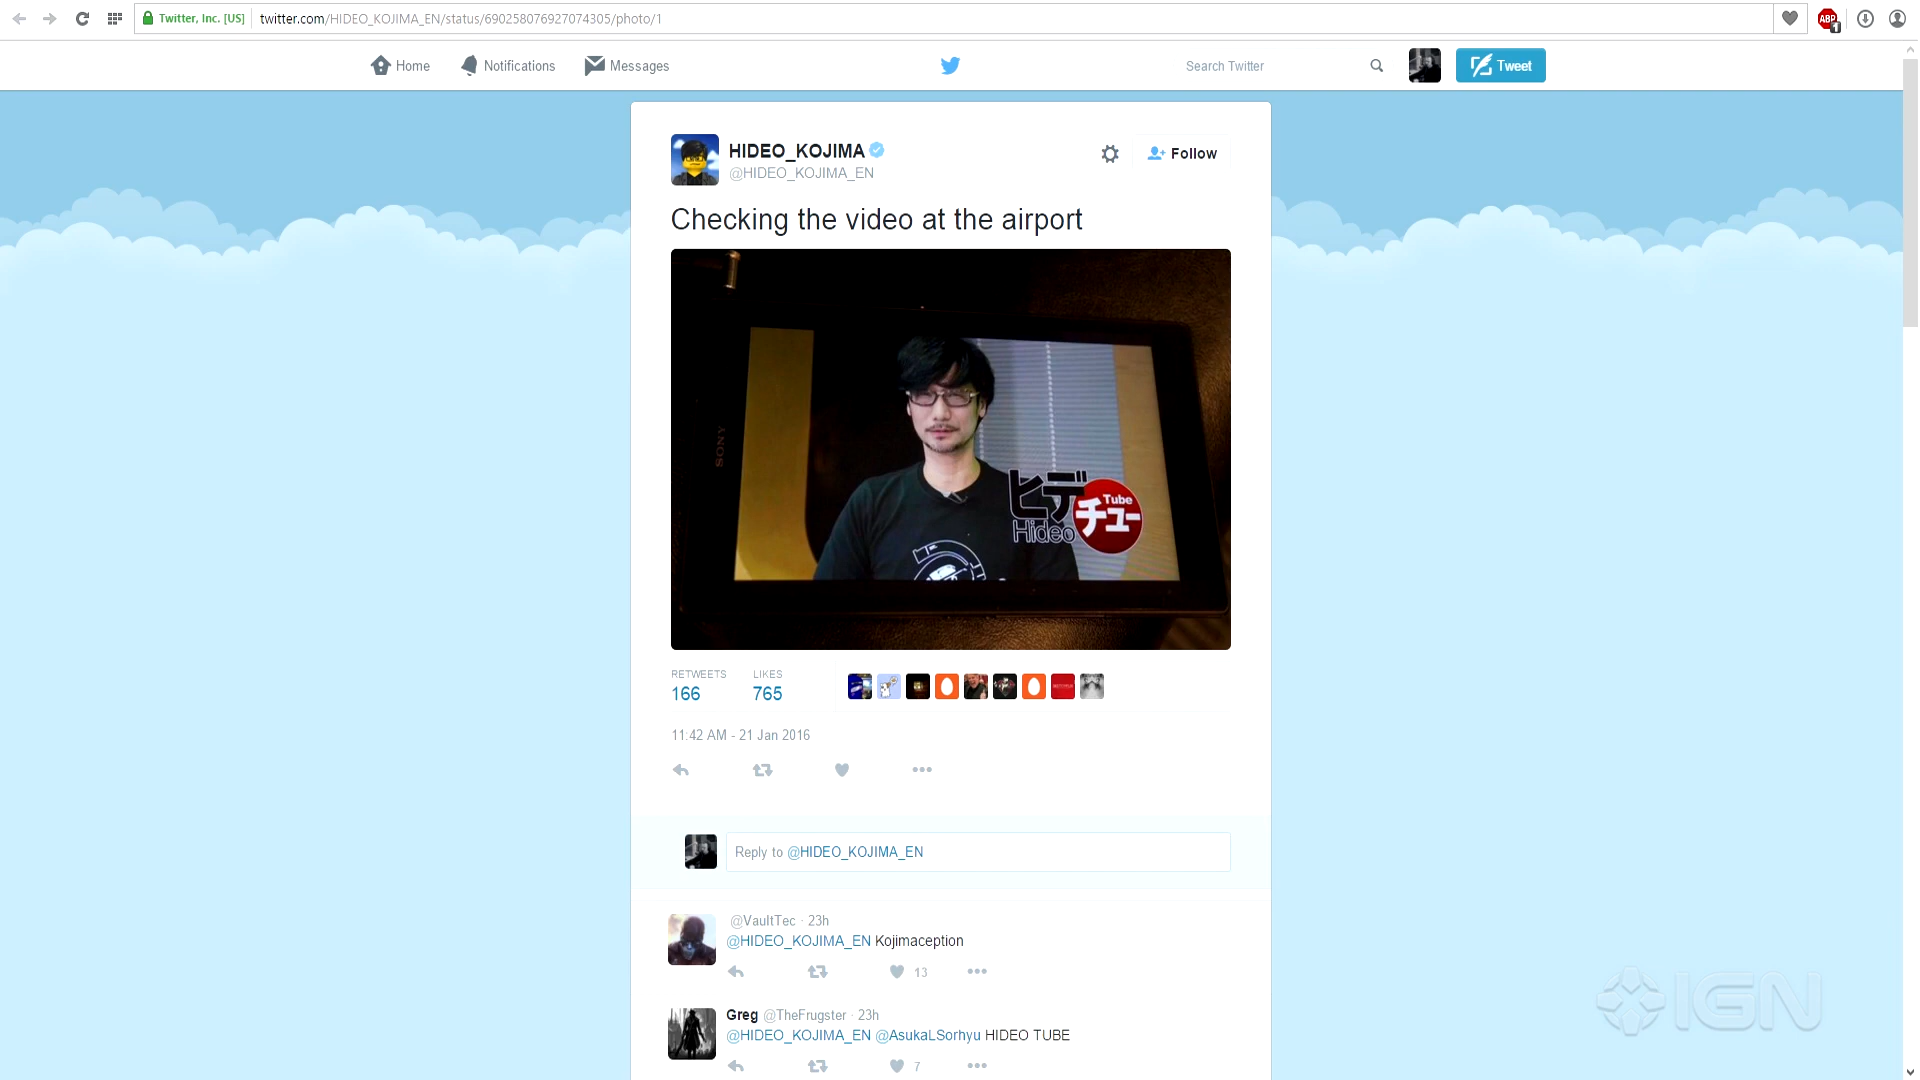 Twitter, Inc. [US] twitter.com/HIDEO_KOJIMA_EN/status/690258076927074305/photo/1
ABP 1
Home Notifications Messages Search Twitter Tweet
HIDEO_KOJIMA
@HIDEO_KOJIMA_EN
Follow
Checking the video at the airport
SONY
ヒデ
Hideo
Tube
チュー
RETWEETS LIKES
166 765
11:42 AM - 21 Jan 2016
Reply to @HIDEO_KOJIMA_EN
@VaultTec · 23h
@HIDEO_KOJIMA_EN Kojimaception
13
Greg @TheFrugster · 23h
@HIDEO_KOJIMA_EN @AsukaLSorhyu HIDEO TUBE
7
IGN